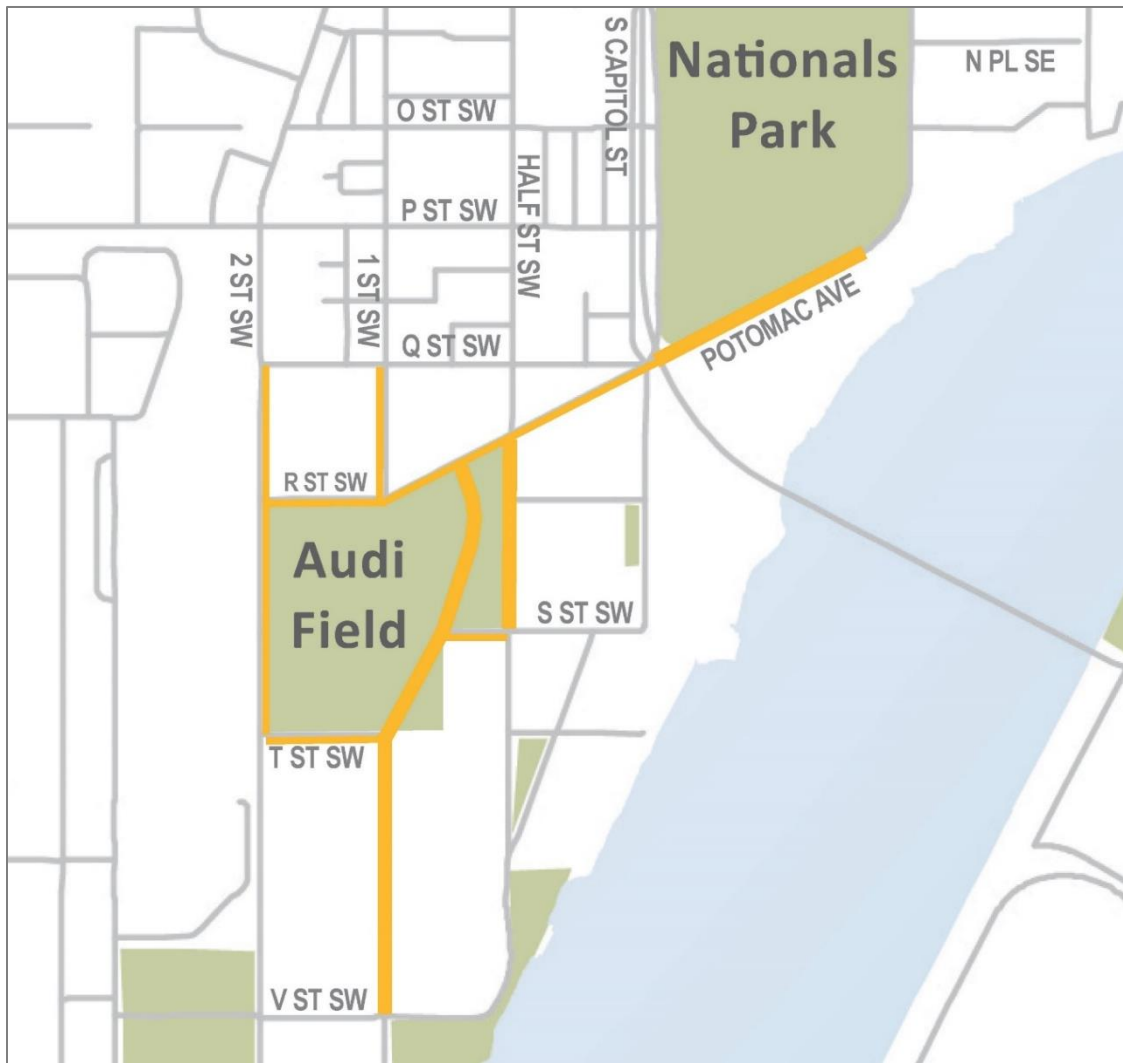 S CAPITOL ST
Nationals
Park
N PL SE
O ST SW
HALF ST SW
P ST SW
2 ST SW
1 ST SW
Q ST SW
POTOMAC AVE
R ST SW
Audi
Field
S ST SW
T ST SW
V ST SW